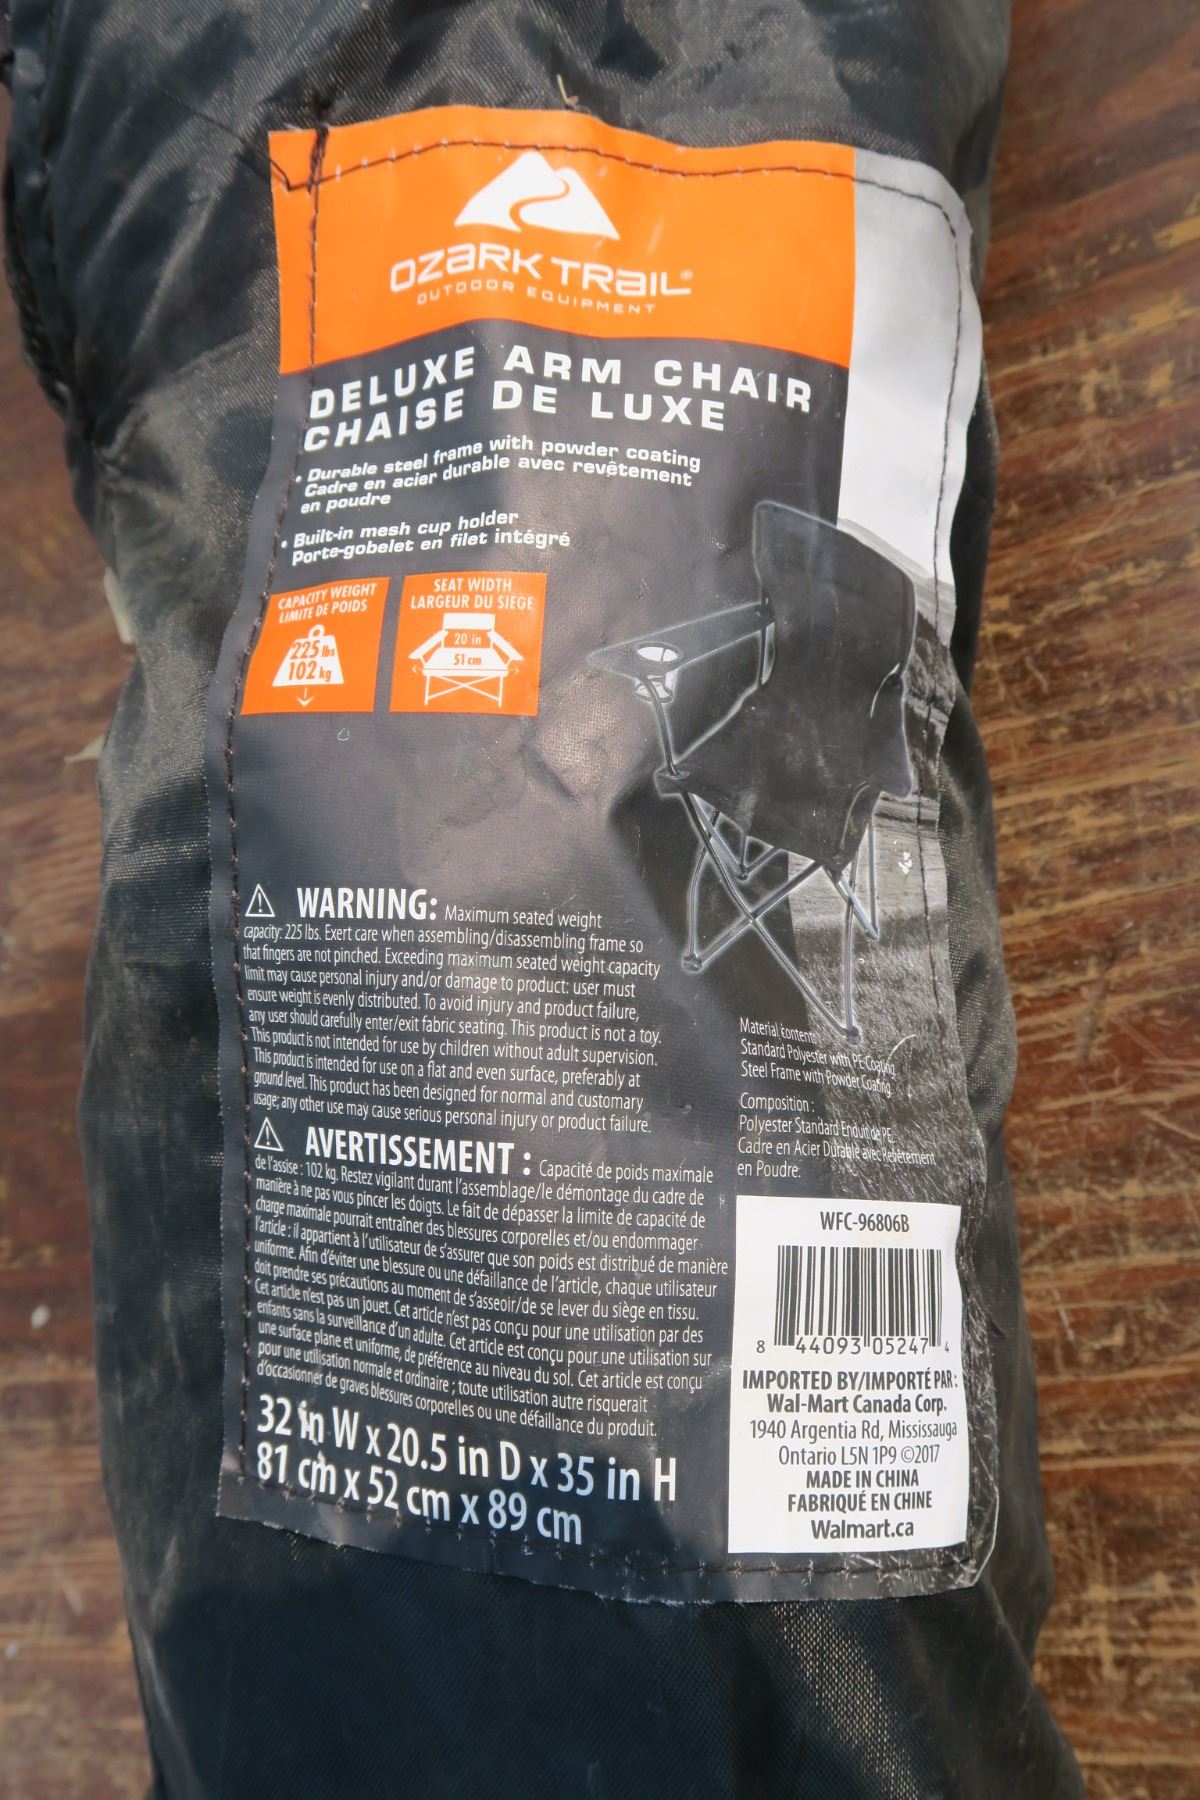 OZARK TRAIL®
OUTDOOR EQUIPMENT
DELUXE ARM CHAIR
CHAISE DE LUXE
• Durable steel frame with powder coating
Cadre en acier durable avec revêtement
en poudre
• Built-in mesh cup holder
Porte-gobelet en filet intégré
CAPACITY WEIGHT
LIMITE DE POIDS
225 lbs
102 kg
SEAT WIDTH
LARGEUR DU SIÈGE
20 in
51 cm
⚠ WARNING: Maximum seated weight
capacity: 225 lbs. Exert care when assembling/disassembling frame so
that fingers are not pinched. Exceeding maximum seated weight capacity
limit may cause personal injury and/or damage to product: user must
ensure weight is evenly distributed. To avoid injury and product failure,
any user should carefully enter/exit fabric seating. This product is not a toy.
This product is not intended for use by children without adult supervision.
This product is intended for use on a flat and even surface, preferably at
ground level. This product has been designed for normal and customary
usage; any other use may cause serious personal injury or product failure.
⚠ AVERTISSEMENT : Capacité de poids maximale
de l'assise : 102 kg. Restez vigilant durant l'assemblage/le démontage du cadre de
manière à ne pas vous pincer les doigts. Le fait de dépasser la limite de capacité de
charge maximale pourrait entraîner des blessures corporelles et/ou endommager
l'article : il appartient à l'utilisateur de s'assurer que son poids est distribué de manière
uniforme. Afin d'éviter une blessure ou une défaillance de l'article, chaque utilisateur
doit prendre ses précautions au moment de s'asseoir/de se lever du siège en tissu.
Cet article n'est pas un jouet. Cet article n'est pas conçu pour une utilisation par des
enfants sans la surveillance d'un adulte. Cet article est conçu pour une utilisation sur
une surface plane et uniforme, de préférence au niveau du sol. Cet article est conçu
pour une utilisation normale et ordinaire ; toute utilisation autre risquerait
d'occasionner de graves blessures corporelles ou une défaillance du produit.
32 in W x 20.5 in D x 35 in H
81 cm x 52 cm x 89 cm
Material content:
Standard Polyester with PE Coating
Steel Frame with Powder Coating
Composition :
Polyester Standard Enduit de PE
Cadre en Acier Durable avec Revêtement
en Poudre.
WFC-96806B
8 44093 05247 4
IMPORTED BY/IMPORTÉ PAR:
Wal-Mart Canada Corp.
1940 Argentia Rd, Mississauga
Ontario L5N 1P9 ©2017
MADE IN CHINA
FABRIQUÉ EN CHINE
Walmart.ca